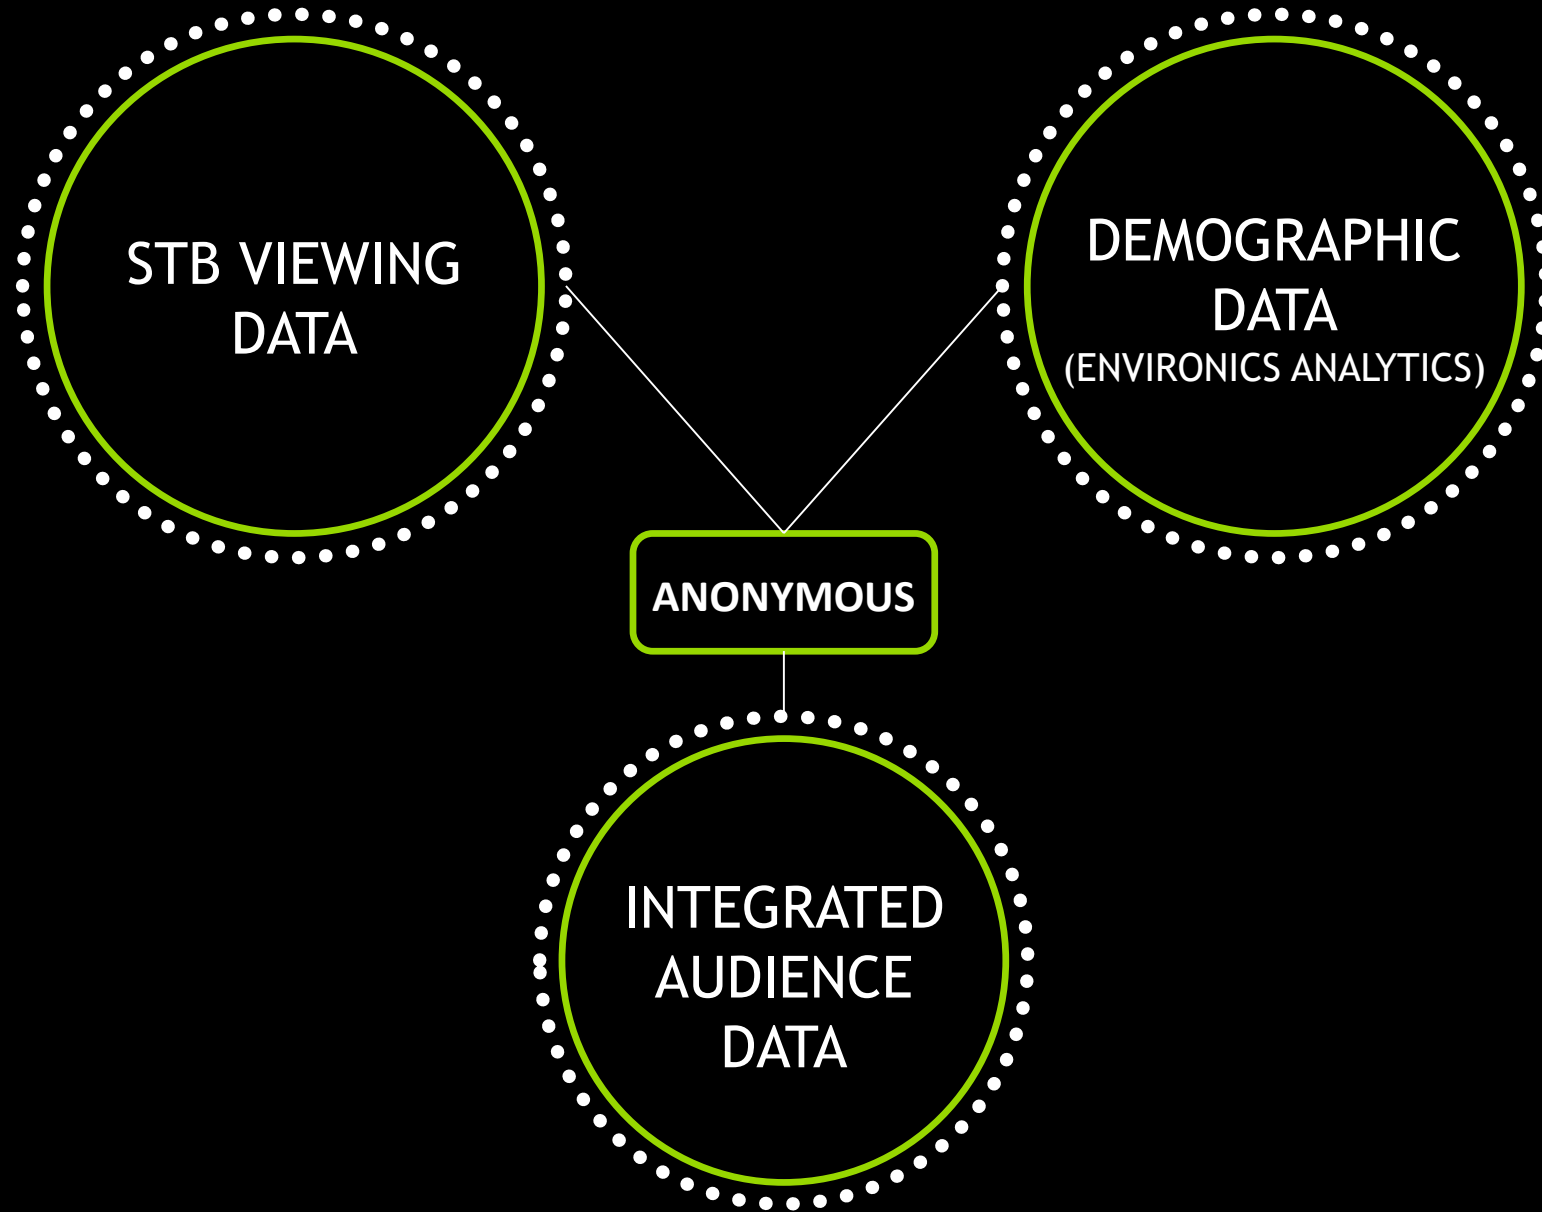 STB VIEWING
DATA
DEMOGRAPHIC
DATA
(ENVIRONICS ANALYTICS)
ANONYMOUS
INTEGRATED
AUDIENCE
DATA